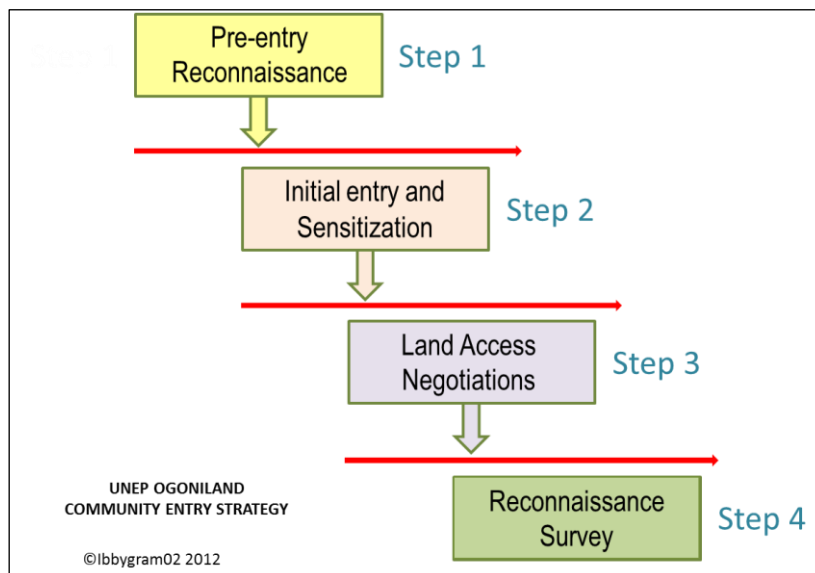 Pre-entry
Reconnaissance
Step 1
Initial entry and
Sensitization
Step 2
Land Access
Negotiations
Step 3
Reconnaissance
Survey
Step 4
UNEP OGONILAND
COMMUNITY ENTRY STRATEGY
©Ibbygram02 2012